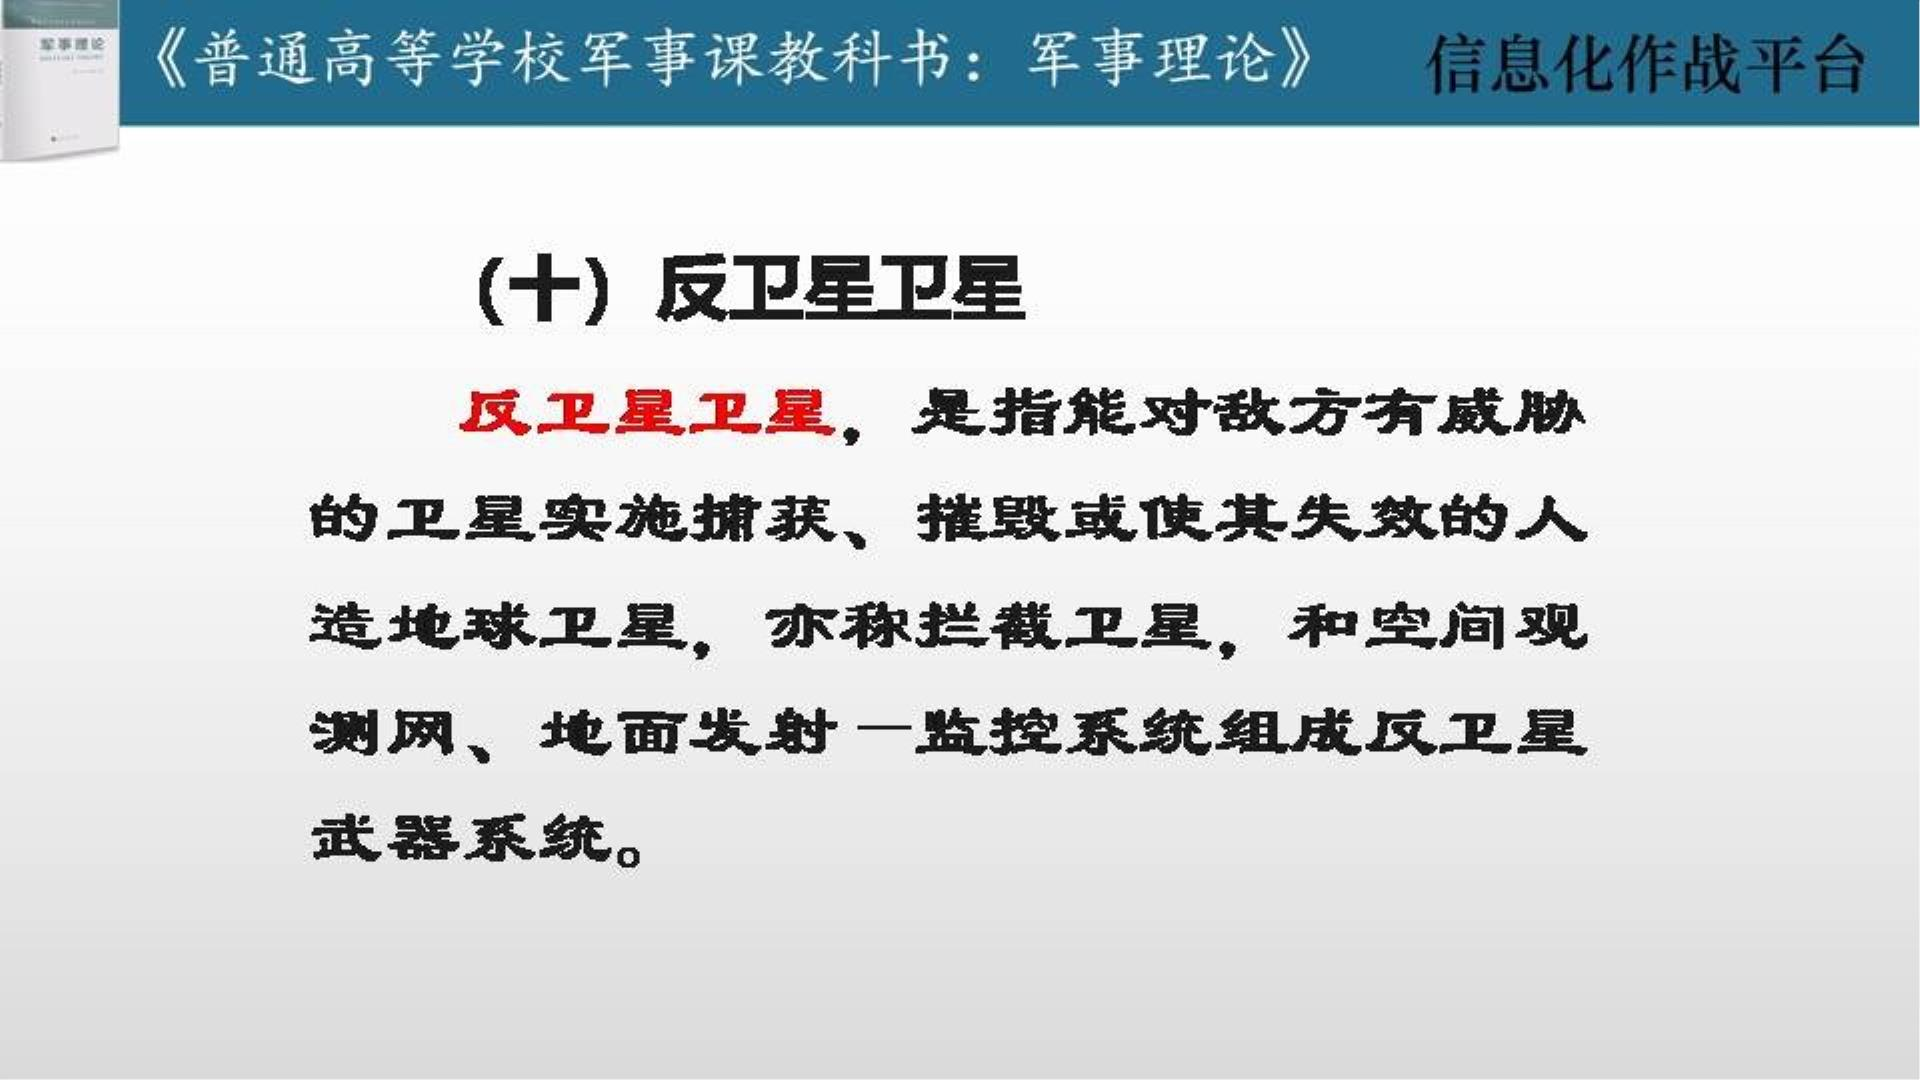 军事理论
《普通高等学校军事课教科书：军事理论》
信息化作战平台
（十）反卫星卫星
反卫星卫星，是指能对敌方有威胁
的卫星实施捕获、摧毁或使其失效的人
造地球卫星，亦称拦截卫星，和空间观
测网、地面发射—监控系统组成反卫星
武器系统。